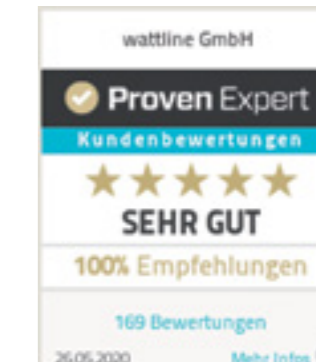 wattline GmbH
Proven Expert
Kundenbewertungen
SEHR GUT
100% Empfehlungen
169 Bewertungen
26.05.2020 Mehr Infos